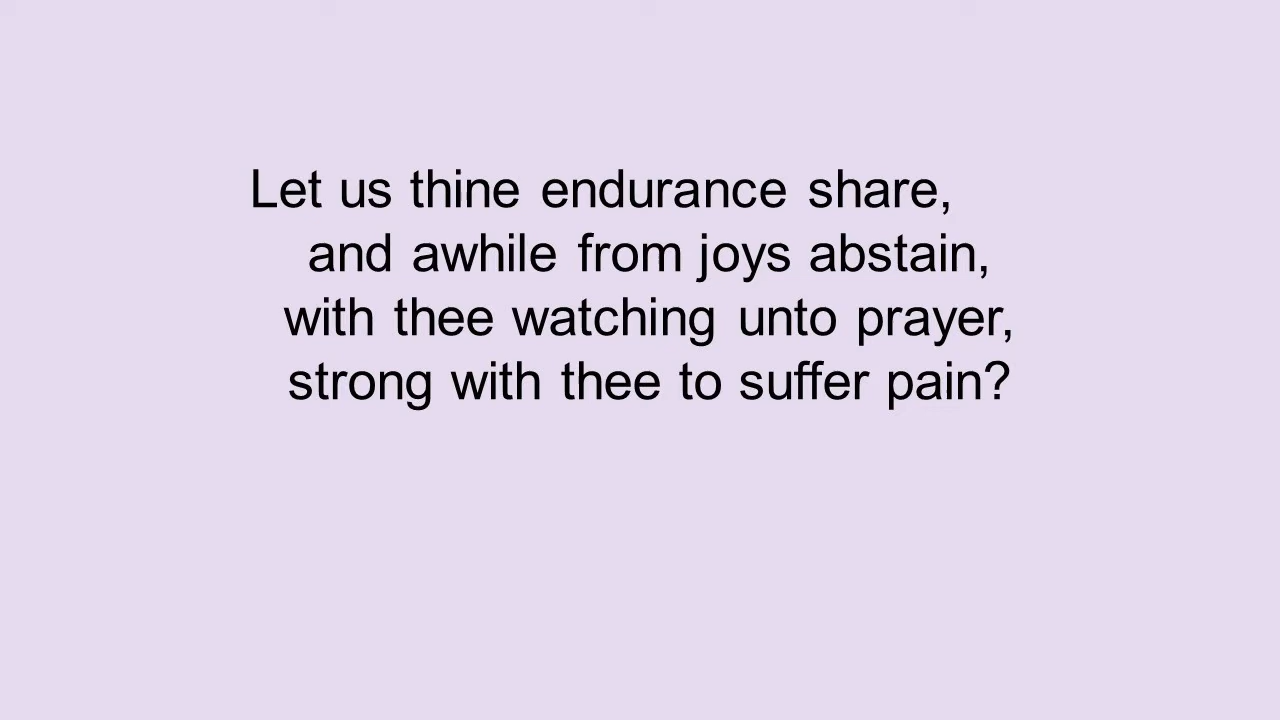 Let us thine endurance share,
and awhile from joys abstain,
with thee watching unto prayer,
strong with thee to suffer pain?